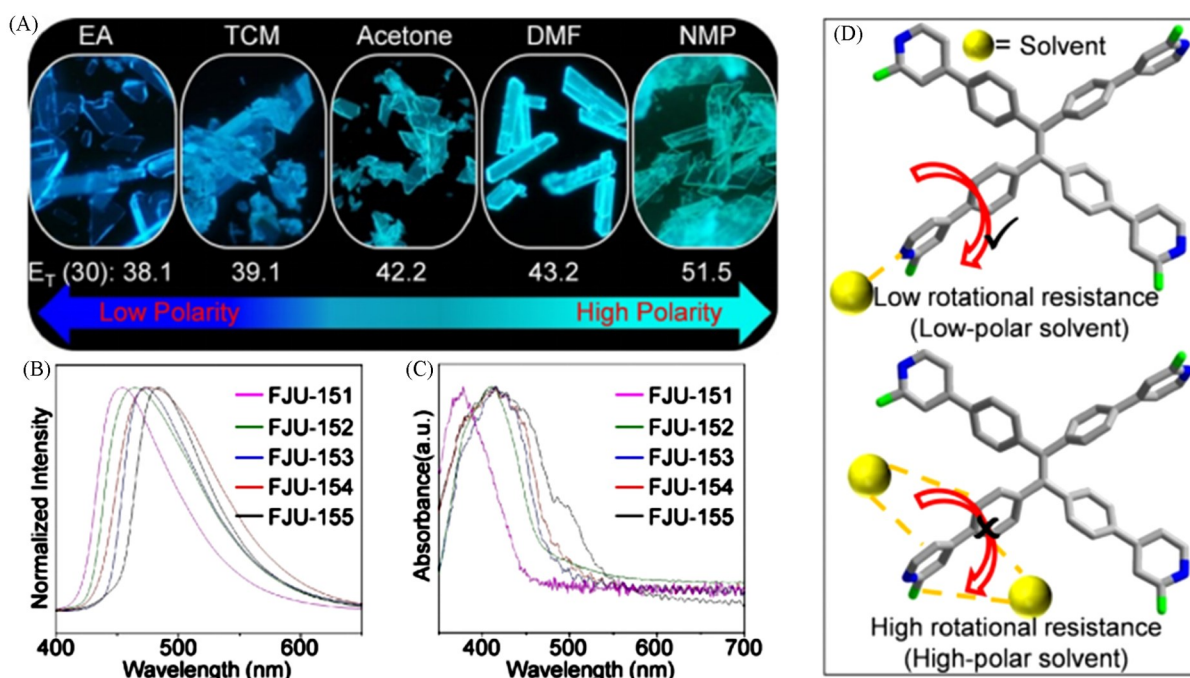 (A)
EA TCM Acetone DMF NMP
E_T (30): 38.1 39.1 42.2 43.2 51.5
Low Polarity High Polarity
(B)
Normalized Intensity
FJU-151
FJU-152
FJU-153
FJU-154
FJU-155
400 500 600
Wavelength (nm)
(C)
Absorbance(a.u.)
FJU-151
FJU-152
FJU-153
FJU-154
FJU-155
400 500 600 700
Wavelength (nm)
(D)
= Solvent
Low rotational resistance
(Low-polar solvent)
High rotational resistance
(High-polar solvent)